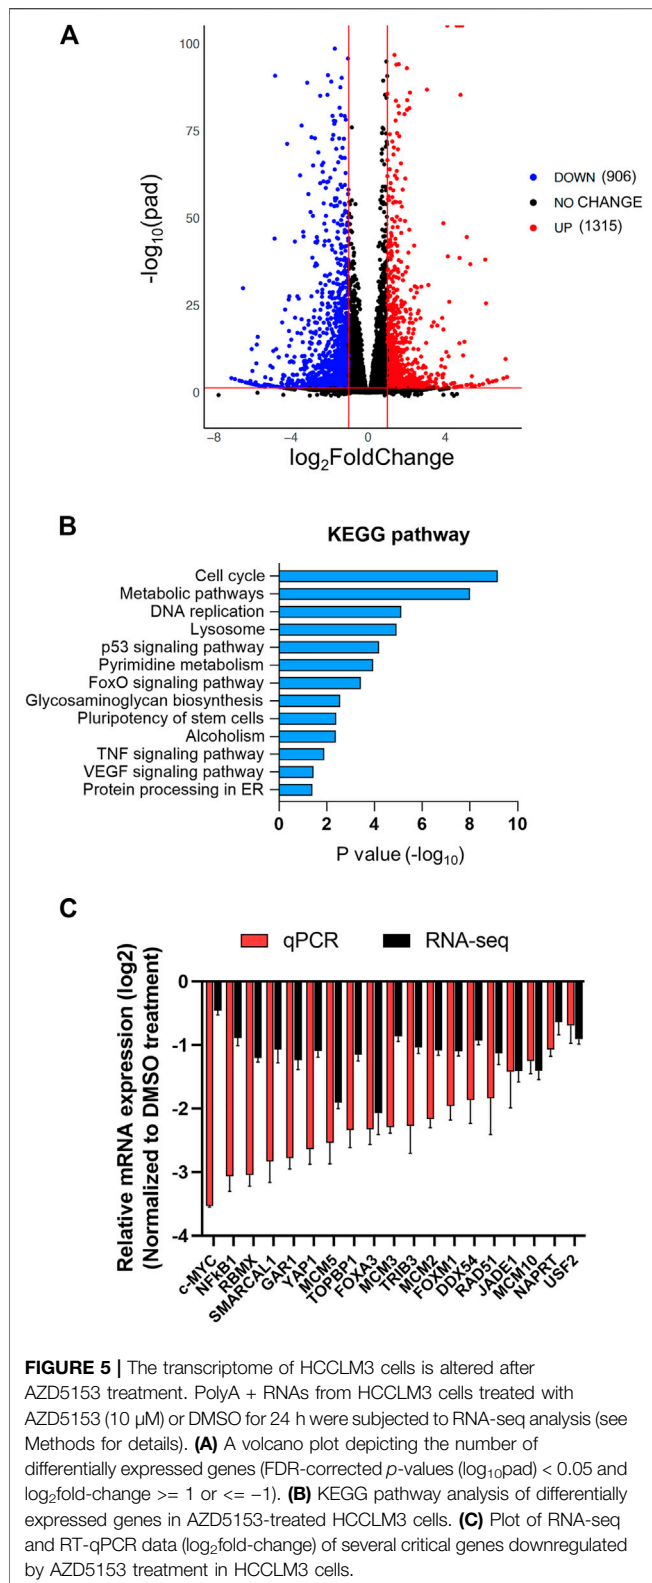 A
100
75
50
25
0
-log10(pad)
−8
−4
0
4
log2FoldChange
DOWN (906)
NO CHANGE
UP (1315)
B
KEGG pathway
Cell cycle
Metabolic pathways
DNA replication
Lysosome
p53 signaling pathway
Pyrimidine metabolism
FoxO signaling pathway
Glycosaminoglycan biosynthesis
Pluripotency of stem cells
Alcoholism
TNF signaling pathway
VEGF signaling pathway
Protein processing in ER
0 2 4 6 8 10
P value (-log10)
C
qPCR
RNA-seq
Relative mRNA expression (log2)
(Normalized to DMSO treatment)
0
-1
-2
-3
-4
c-MYC
NFkB1
RBMX
SMARCAL1
GAR1
YAP1
MCM5
TOPBP1
FOXA3
MCM3
TRIB3
MCM2
FOXM1
DDX54
RAD51
JADE1
MCM10
NAPRT
USF2
FIGURE 5 | The transcriptome of HCCLM3 cells is altered after
AZD5153 treatment. PolyA + RNAs from HCCLM3 cells treated with
AZD5153 (10 μM) or DMSO for 24 h were subjected to RNA-seq analysis (see
Methods for details). (A) A volcano plot depicting the number of
differentially expressed genes (FDR-corrected p-values (log10pad) < 0.05 and
log2fold-change >= 1 or <= −1). (B) KEGG pathway analysis of differentially
expressed genes in AZD5153-treated HCCLM3 cells. (C) Plot of RNA-seq
and RT-qPCR data (log2fold-change) of several critical genes downregulated
by AZD5153 treatment in HCCLM3 cells.